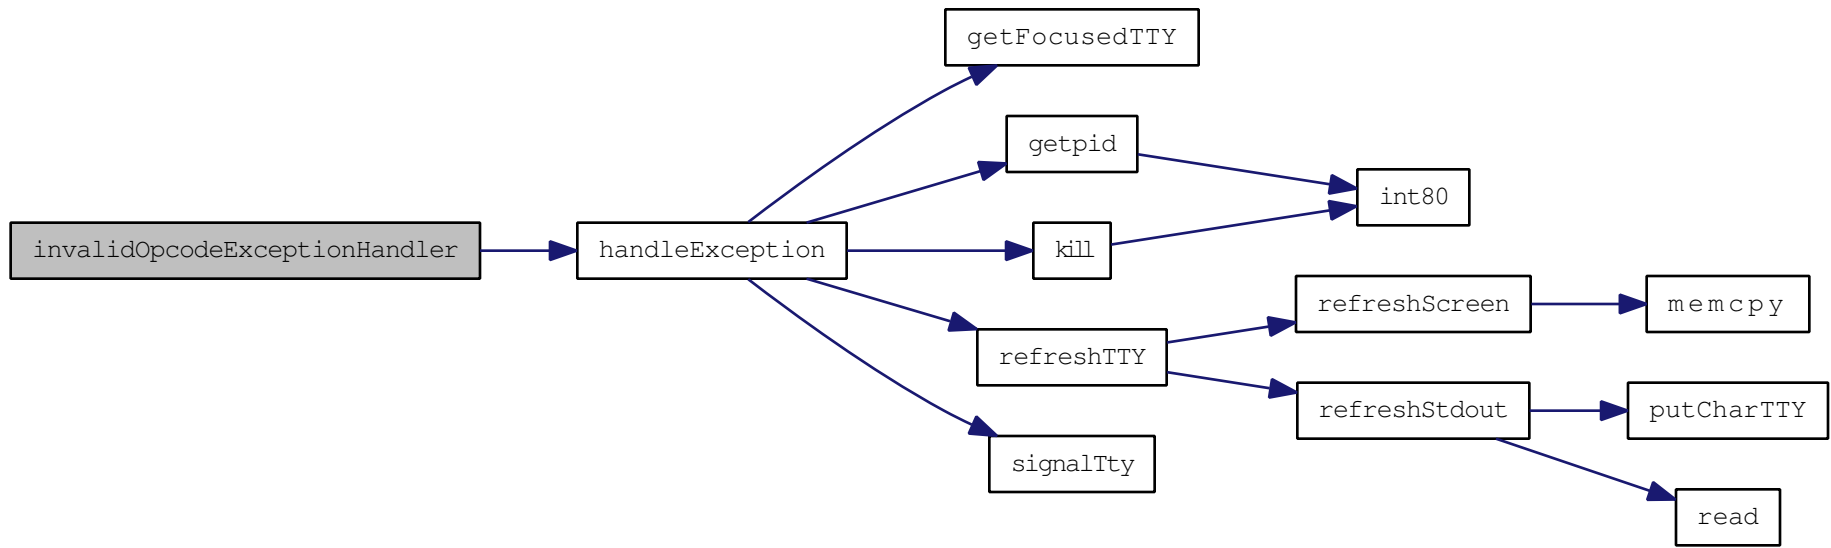 getFocusedTTY
getpid
int80
invalidOpcodeExceptionHandler
handleException
kill
refreshScreen
memcpy
refreshTTY
refreshStdout
putCharTTY
signalTty
read